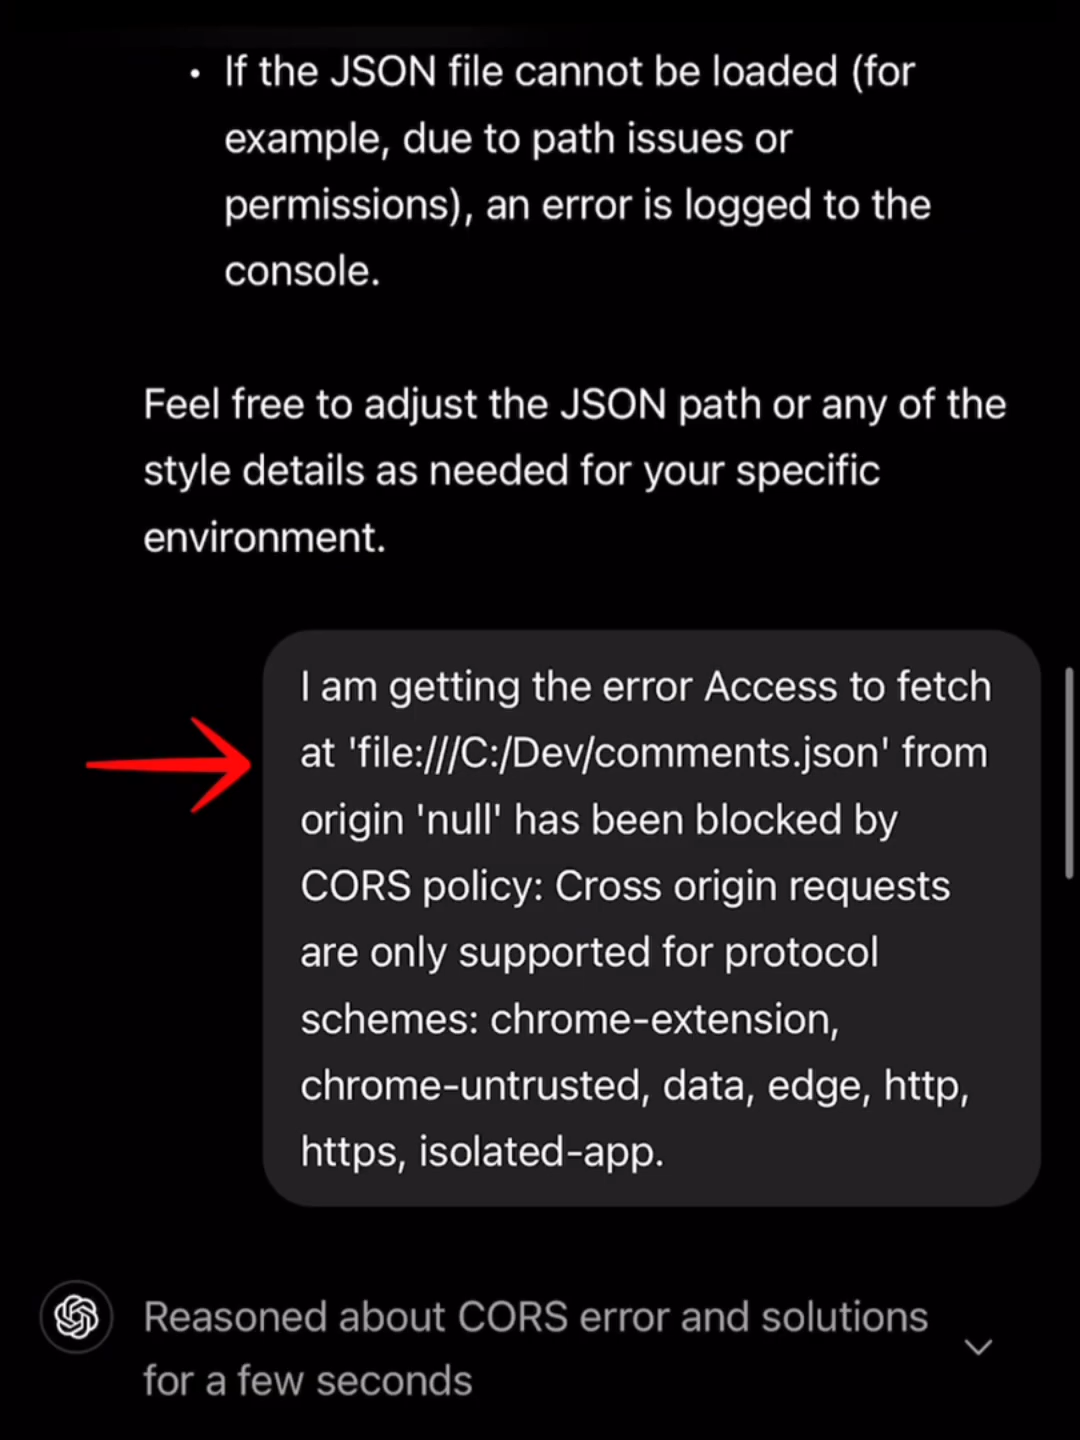 • If the JSON file cannot be loaded (for
example, due to path issues or
permissions), an error is logged to the
console.
Feel free to adjust the JSON path or any of the
style details as needed for your specific
environment.
I am getting the error Access to fetch
at 'file:///C:/Dev/comments.json' from
origin 'null' has been blocked by
CORS policy: Cross origin requests
are only supported for protocol
schemes: chrome-extension,
chrome-untrusted, data, edge, http,
https, isolated-app.
Reasoned about CORS error and solutions
for a few seconds